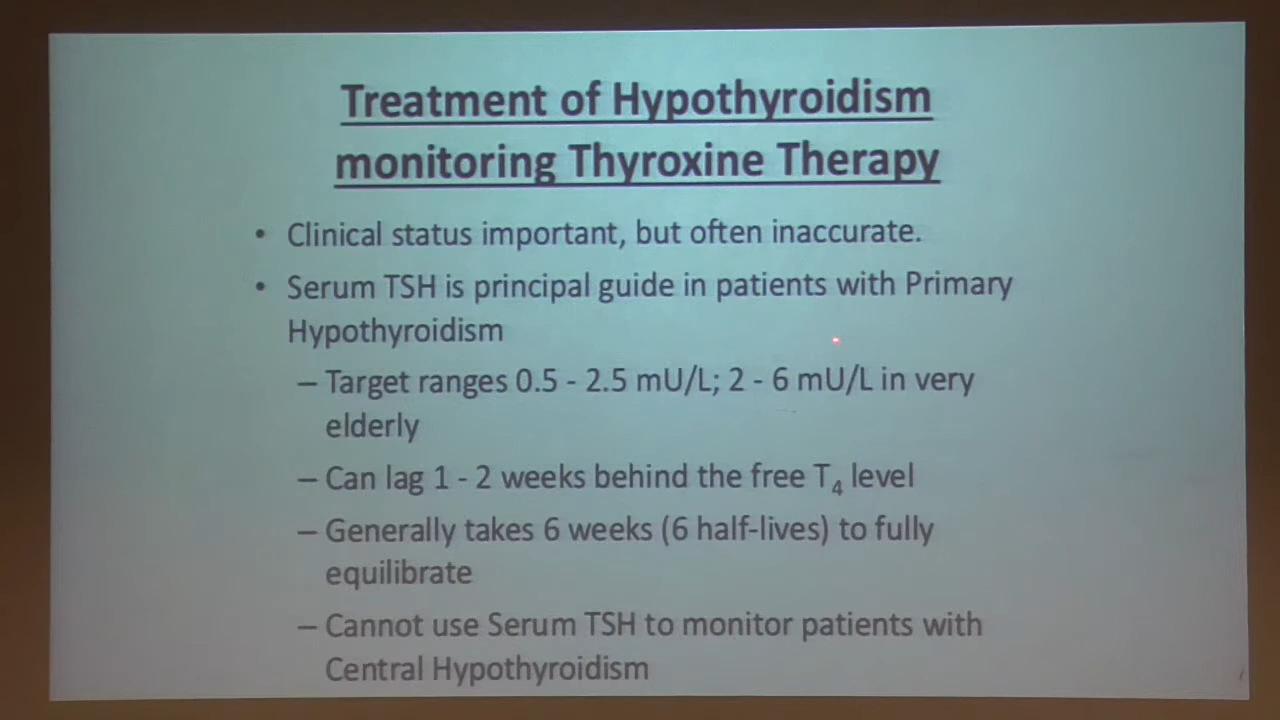 Treatment of Hypothyroidism
monitoring Thyroxine Therapy
• Clinical status important, but often inaccurate.
• Serum TSH is principal guide in patients with Primary
Hypothyroidism
– Target ranges 0.5 - 2.5 mU/L; 2 - 6 mU/L in very
elderly
– Can lag 1 - 2 weeks behind the free T₄ level
– Generally takes 6 weeks (6 half-lives) to fully
equilibrate
– Cannot use Serum TSH to monitor patients with
Central Hypothyroidism